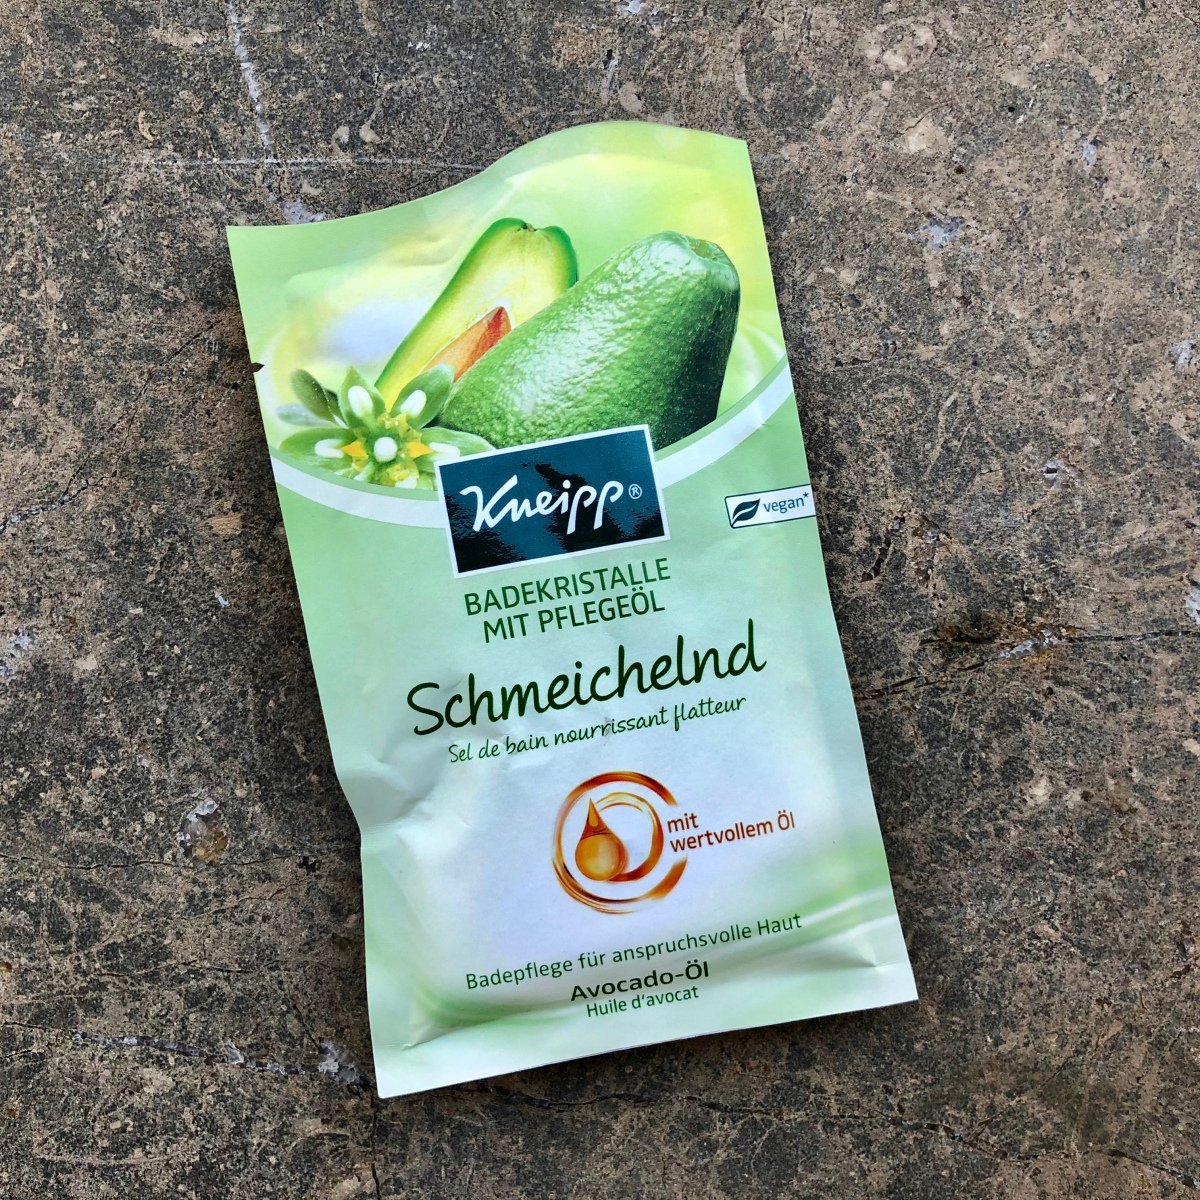 Kneipp®
vegan*
BADEKRISTALLE
MIT PFLEGEÖL
Schmeichelnd
Sel de bain nourrissant flatteur
mit
wertvollem Öl
Badepflege für anspruchsvolle Haut
Avocado-Öl
Huile d'avocat